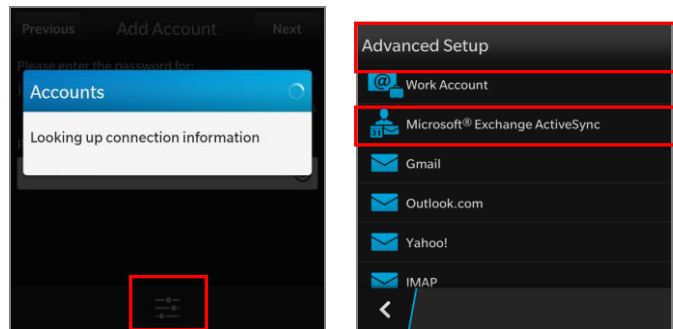 Previous Add Account Next
Please enter the password for:
Accounts
Looking up connection information
Advanced Setup
Work Account
Microsoft® Exchange ActiveSync
31
Gmail
Outlook.com
Yahoo!
IMAP